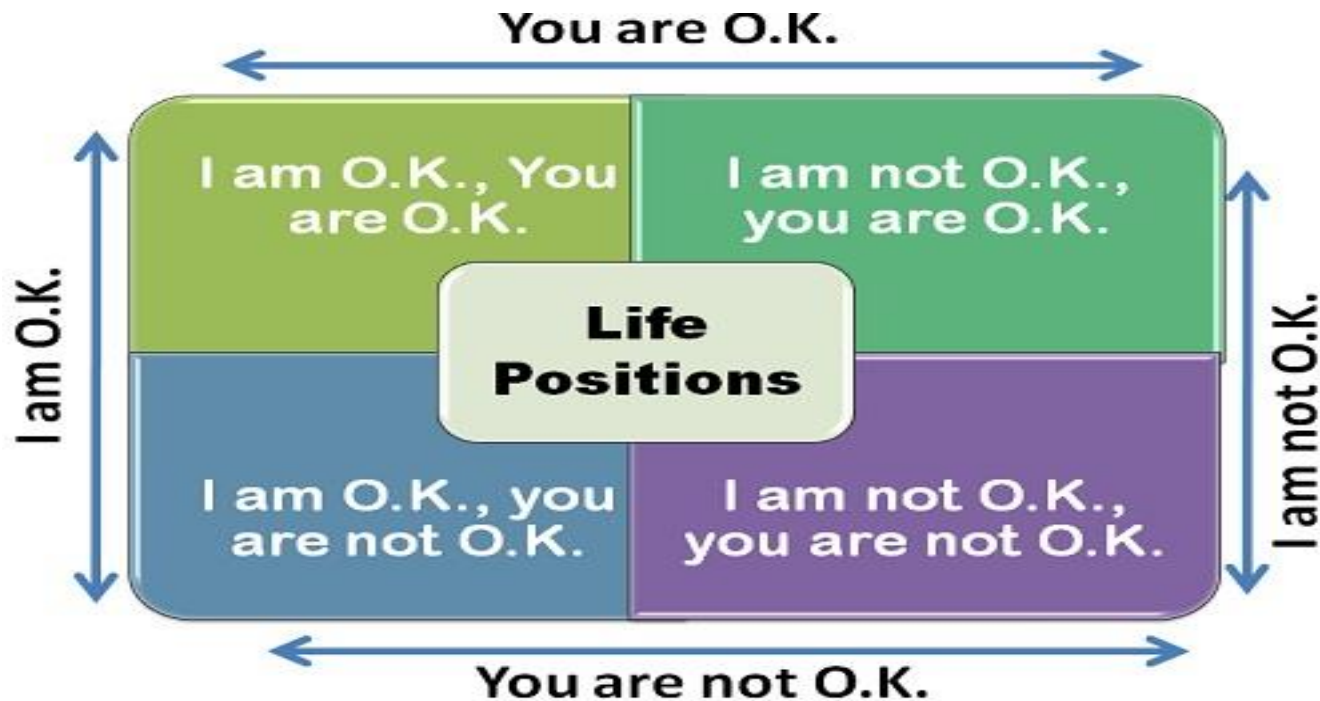 You are O.K.
I am O.K., You
are O.K.
I am not O.K.,
you are O.K.
I am O.K.
Life
Positions
I am not O.K.
I am O.K., you
are not O.K.
I am not O.K.,
you are not O.K.
You are not O.K.